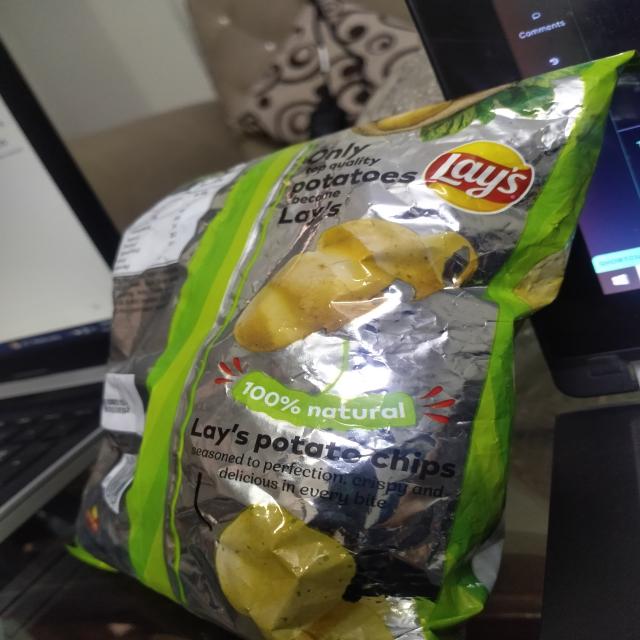 Comments
Only
top quality
potatoes
become
Lay's
Lay's
100% natural
Lay's potato chips
seasoned to perfection, crispy and
delicious in every bite